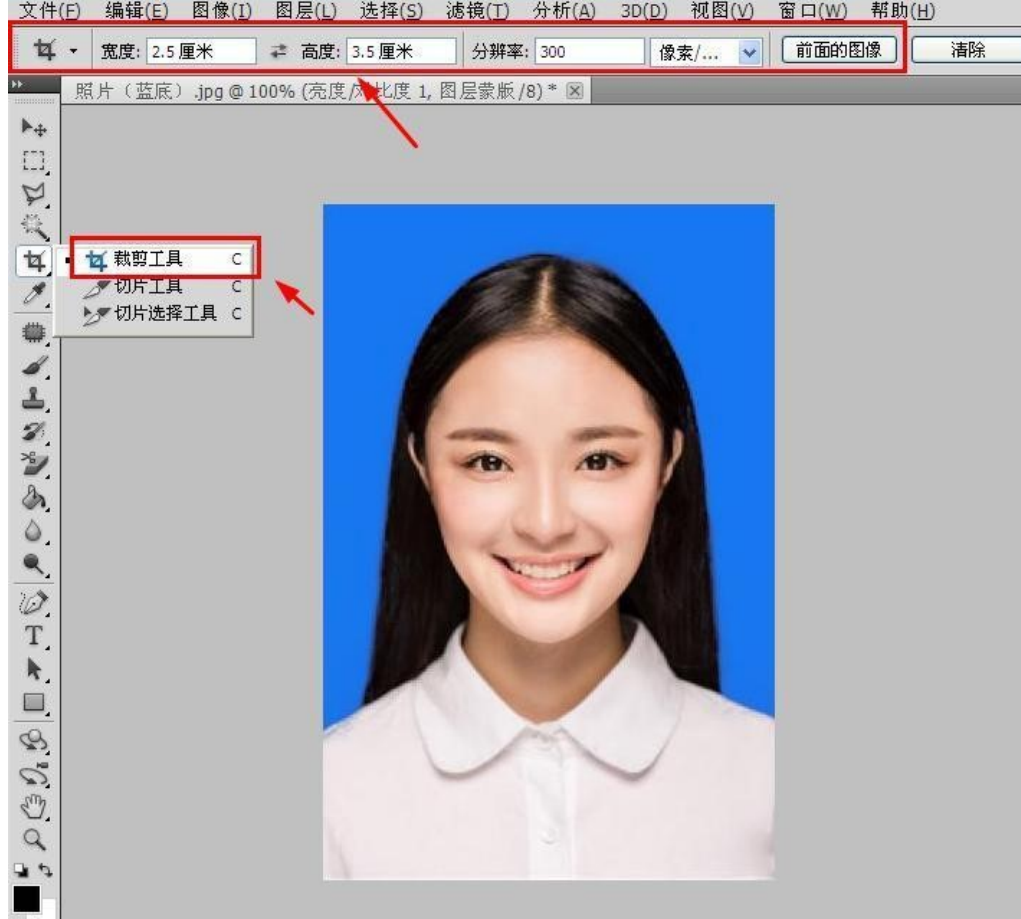 文件(F) 编辑(E) 图像(I) 图层(L) 选择(S) 滤镜(T) 分析(A) 3D(D) 视图(V) 窗口(W) 帮助(H)
宽度: 2.5 厘米 高度: 3.5 厘米 分辨率: 300 像素/... 前面的图像 清除
照片（蓝底）.jpg @ 100% (亮度/对比度 1, 图层蒙版/8) *
裁剪工具 C
切片工具 C
切片选择工具 C